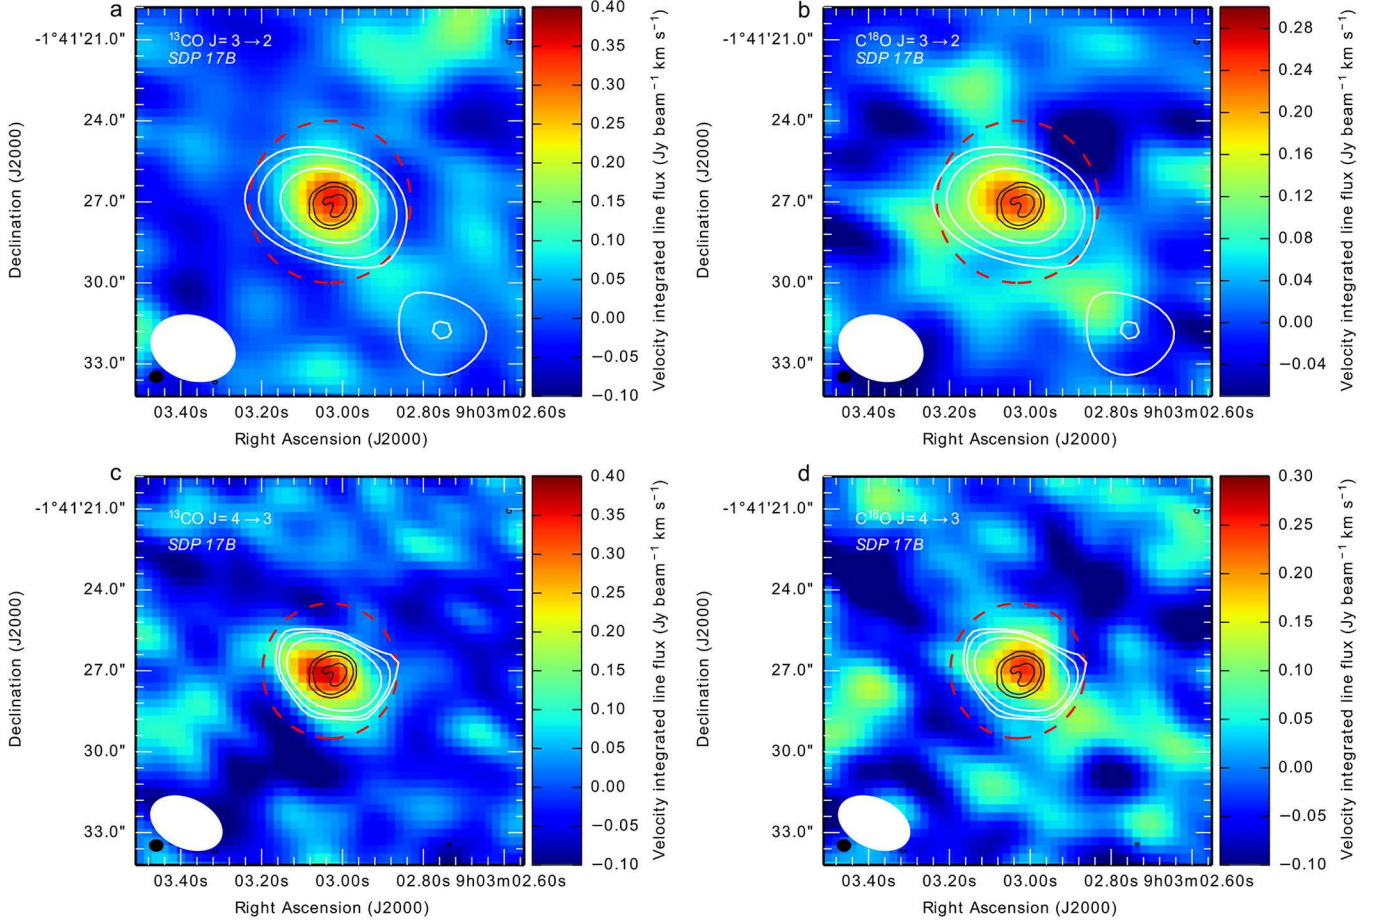 a
¹³CO J= 3 → 2
SDP 17B
-1°41'21.0"
24.0"
27.0"
30.0"
33.0"
Declination (J2000)
03.40s 03.20s 03.00s 02.80s 9h03m02.60s
Right Ascension (J2000)
0.40
0.35
0.30
0.25
0.20
0.15
0.10
0.05
0.00
−0.05
−0.10
Velocity integrated line flux (Jy beam⁻¹ km s⁻¹)
b
C¹⁸O J= 3 → 2
SDP 17B
-1°41'21.0"
24.0"
27.0"
30.0"
33.0"
Declination (J2000)
03.40s 03.20s 03.00s 02.80s 9h03m02.60s
Right Ascension (J2000)
0.28
0.24
0.20
0.16
0.12
0.08
0.04
0.00
−0.04
Velocity integrated line flux (Jy beam⁻¹ km s⁻¹)
c
¹³CO J= 4 → 3
SDP 17B
-1°41'21.0"
24.0"
27.0"
30.0"
33.0"
Declination (J2000)
03.40s 03.20s 03.00s 02.80s 9h03m02.60s
Right Ascension (J2000)
0.40
0.35
0.30
0.25
0.20
0.15
0.10
0.05
0.00
−0.05
−0.10
Velocity integrated line flux (Jy beam⁻¹ km s⁻¹)
d
C¹⁸O J= 4 → 3
SDP 17B
-1°41'21.0"
24.0"
27.0"
30.0"
33.0"
Declination (J2000)
03.40s 03.20s 03.00s 02.80s 9h03m02.60s
Right Ascension (J2000)
0.30
0.25
0.20
0.15
0.10
0.05
0.00
−0.05
−0.10
Velocity integrated line flux (Jy beam⁻¹ km s⁻¹)